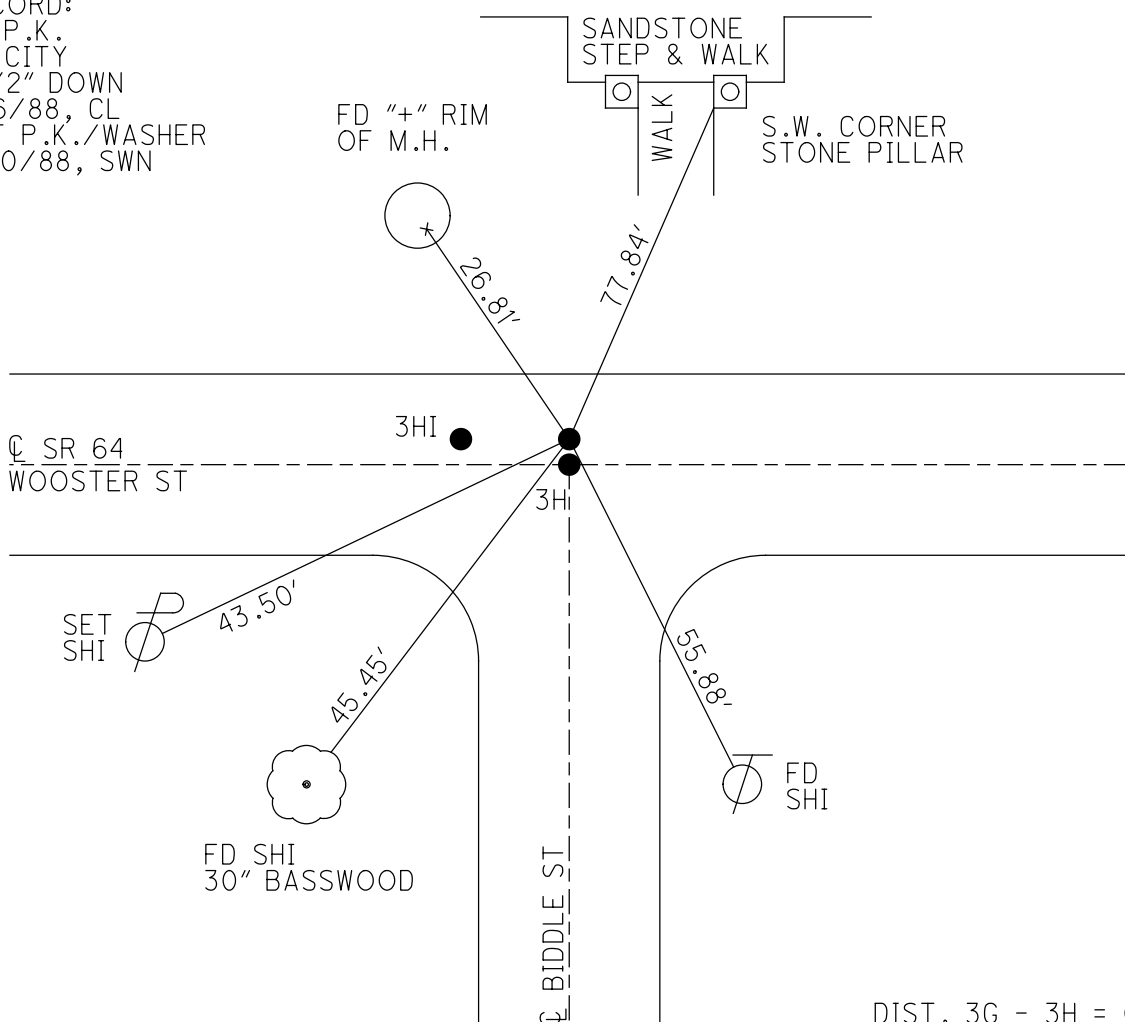 CORD:
P.K.
CITY
/2" DOWN
6/88, CL
P.K./WASHER
0/88, SWN
FD "+" RIM
OF M.H.
SANDSTONE
STEP & WALK
WALK
S.W. CORNER
STONE PILLAR
26.81'
77.84'
3HI
℄ SR 64
WOOSTER ST
3H
43.50'
SET
SHI
45.45'
55.88'
FD
SHI
FD SHI
30" BASSWOOD
℄ BIDDLE ST
DIST. 3G - 3H =